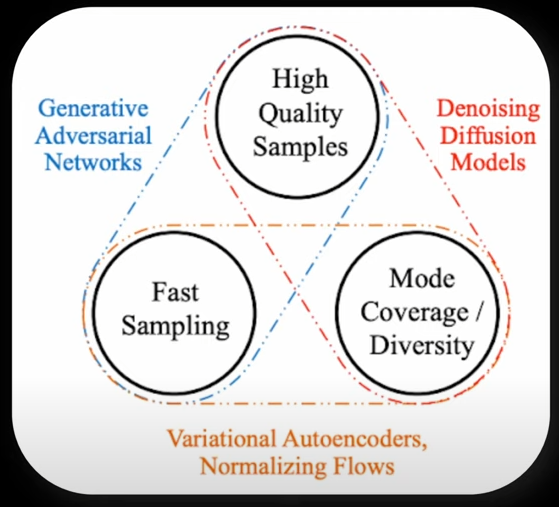 High
Quality
Samples
Generative
Adversarial
Networks
Denoising
Diffusion
Models
Fast
Sampling
Mode
Coverage /
Diversity
Variational Autoencoders,
Normalizing Flows